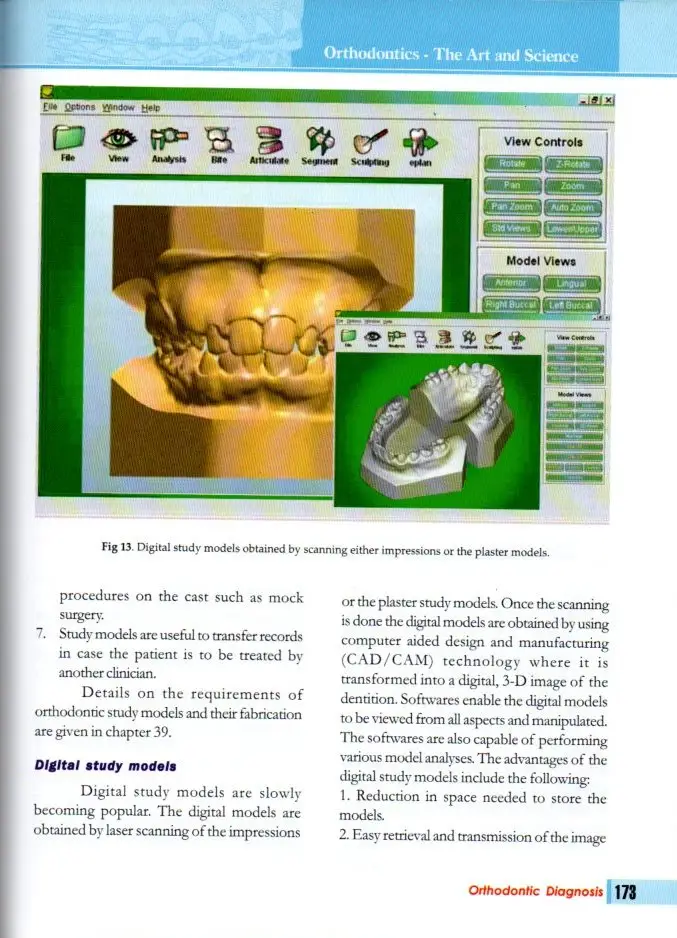 Orthodontics - The Art and Science
File Options Window Help
File View Analysis Bite Articulate Segment Sculpting eplan
View Controls
Rotate Z-Rotate
Pan Zoom
Pan Zoom Auto Zoom
Std Views Lower/Upper
Model Views
Anterior Lingual
Right Buccal Left Buccal
File Options Window Help
View Controls
Model Views
Fig 13. Digital study models obtained by scanning either impressions or the plaster models.
procedures on the cast such as mock
surgery.
7. Study models are useful to transfer records
in case the patient is to be treated by
another clinician.
Details on the requirements of
orthodontic study models and their fabrication
are given in chapter 39.
Digital study models
Digital study models are slowly
becoming popular. The digital models are
obtained by laser scanning of the impressions
or the plaster study models. Once the scanning
is done the digital models are obtained by using
computer aided design and manufacturing
(CAD/CAM) technology where it is
transformed into a digital, 3-D image of the
dentition. Softwares enable the digital models
to be viewed from all aspects and manipulated.
The softwares are also capable of performing
various model analyses. The advantages of the
digital study models include the following:
1. Reduction in space needed to store the
models.
2. Easy retrieval and transmission of the image
Orthodontic Diagnosis 173